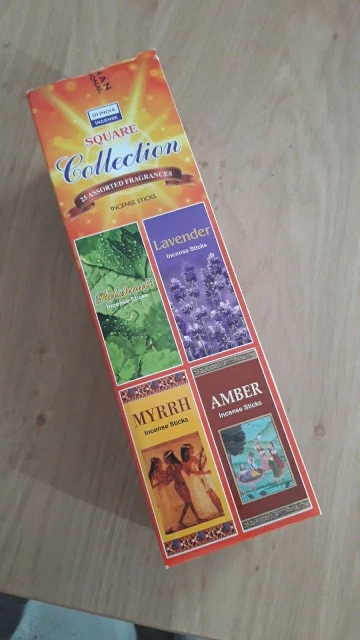 INCENSE
SQUARE
Collection
25 ASSORTED FRAGRANCES
INCENSE STICKS
Patchouli
Incense Sticks
Lavender
Incense Sticks
MYRRH
Incense Sticks
AMBER
Incense Sticks